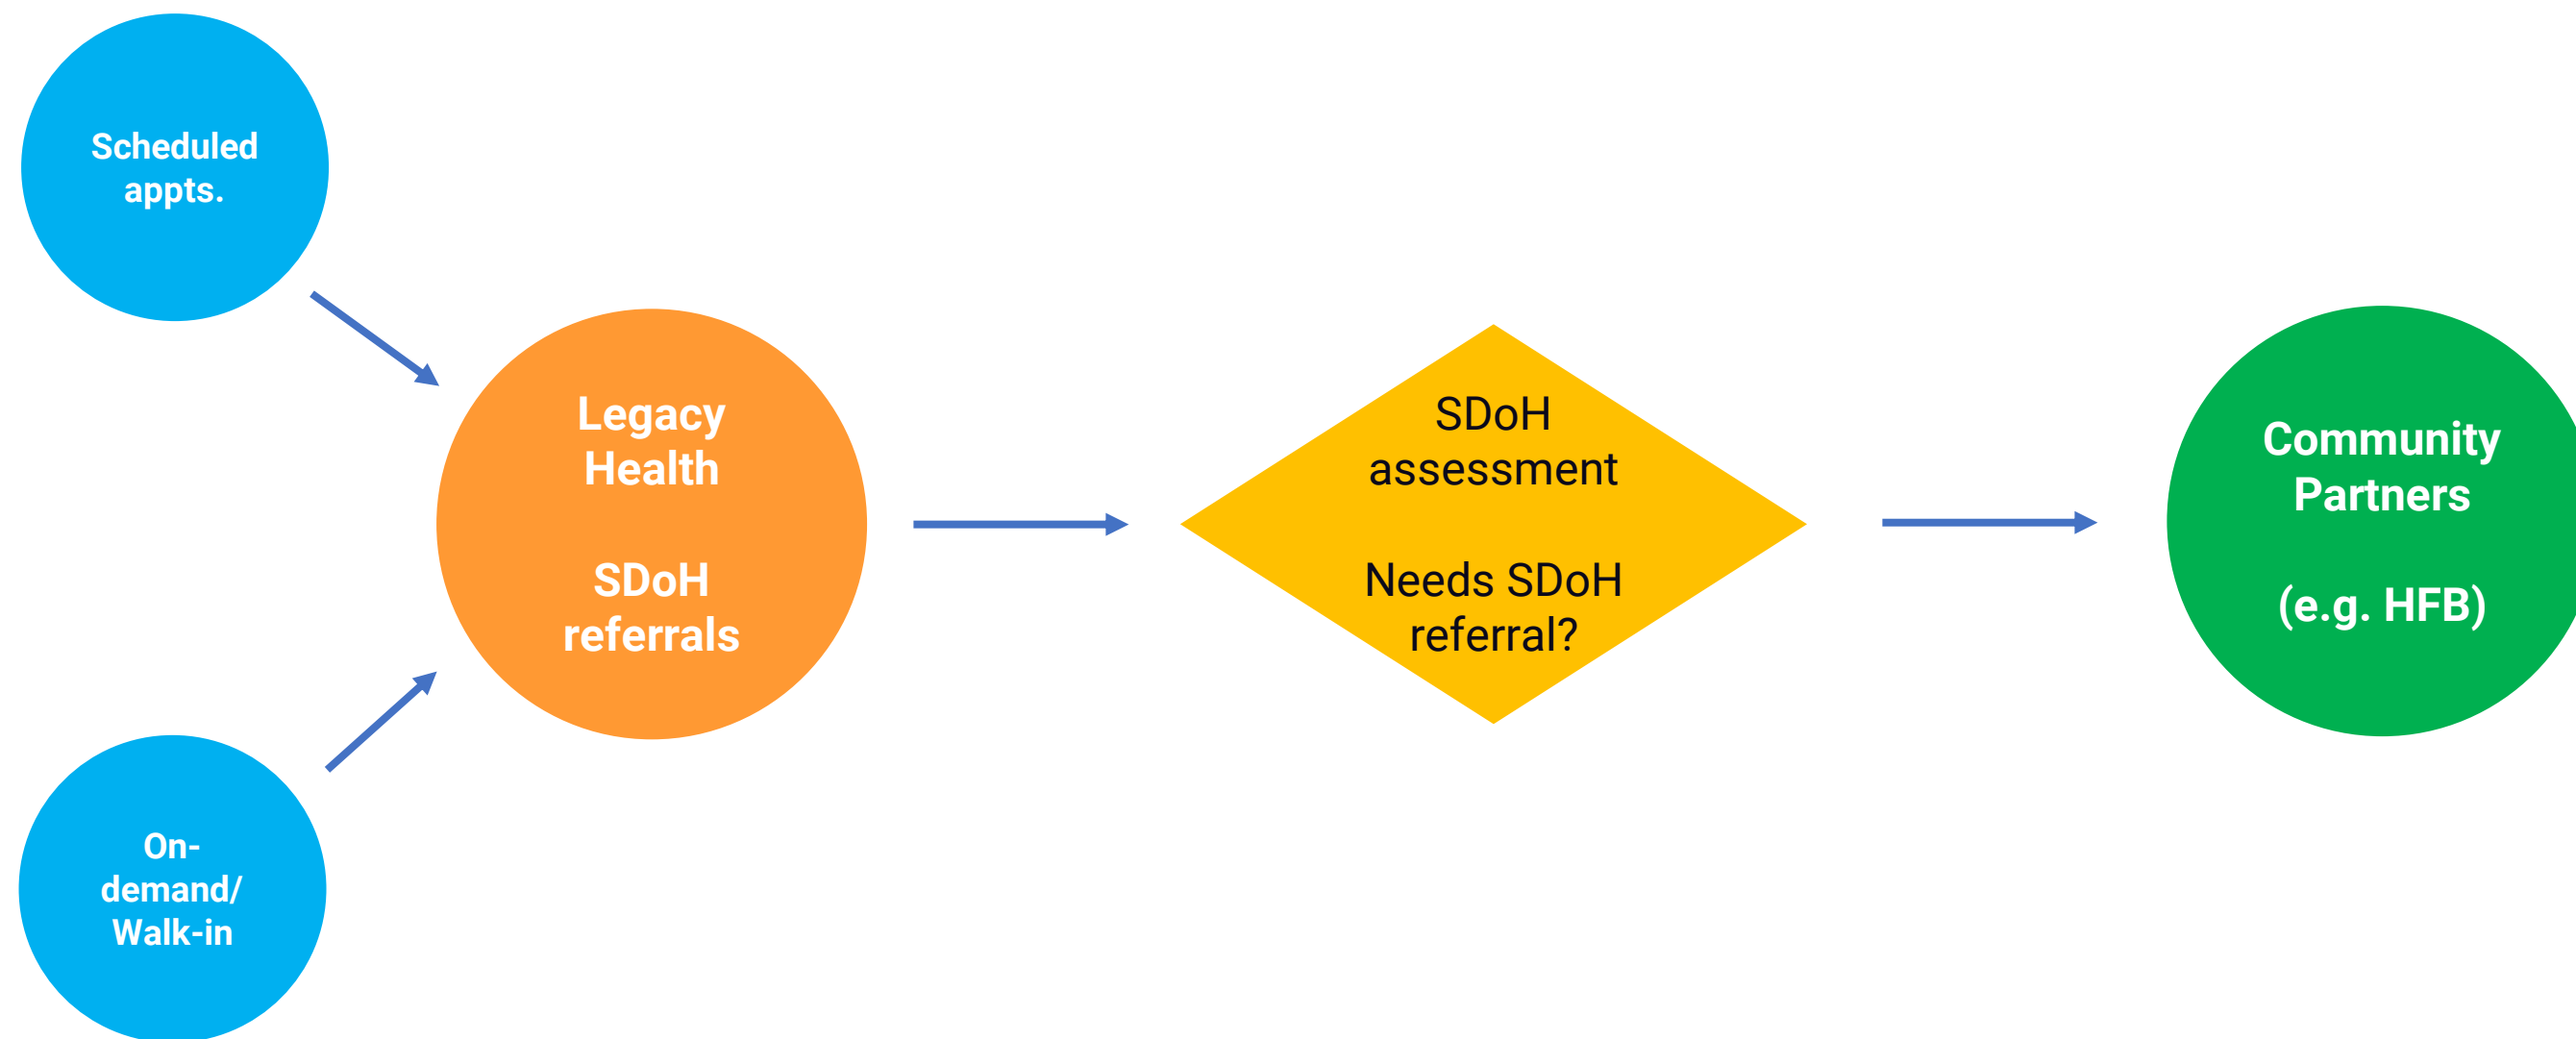 Scheduled
appts.
Legacy
Health
SDoH
referrals
On-
demand/
Walk-in
SDoH
assessment
Needs SDoH
referral?
Community
Partners
(e.g. HFB)